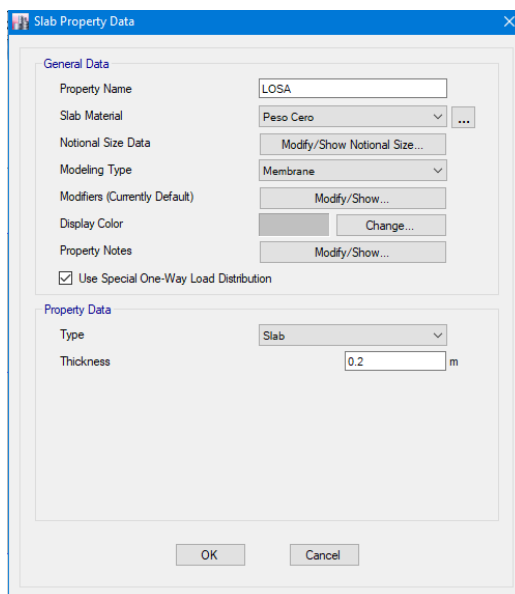 Slab Property Data
General Data
Property Name LOSA
Slab Material Peso Cero ...
Notional Size Data Modify/Show Notional Size...
Modeling Type Membrane
Modifiers (Currently Default) Modify/Show...
Display Color Change...
Property Notes Modify/Show...
Use Special One-Way Load Distribution
Property Data
Type Slab
Thickness 0.2 m
OK Cancel